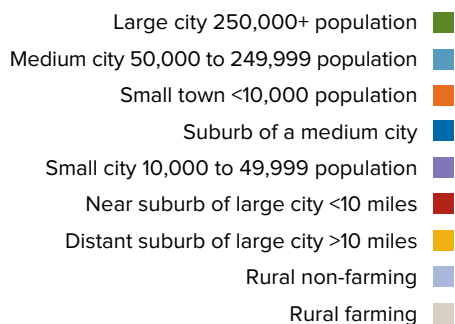 Large city 250,000+ population
Medium city 50,000 to 249,999 population
Small town <10,000 population
Suburb of a medium city
Small city 10,000 to 49,999 population
Near suburb of large city <10 miles
Distant suburb of large city >10 miles
Rural non-farming
Rural farming